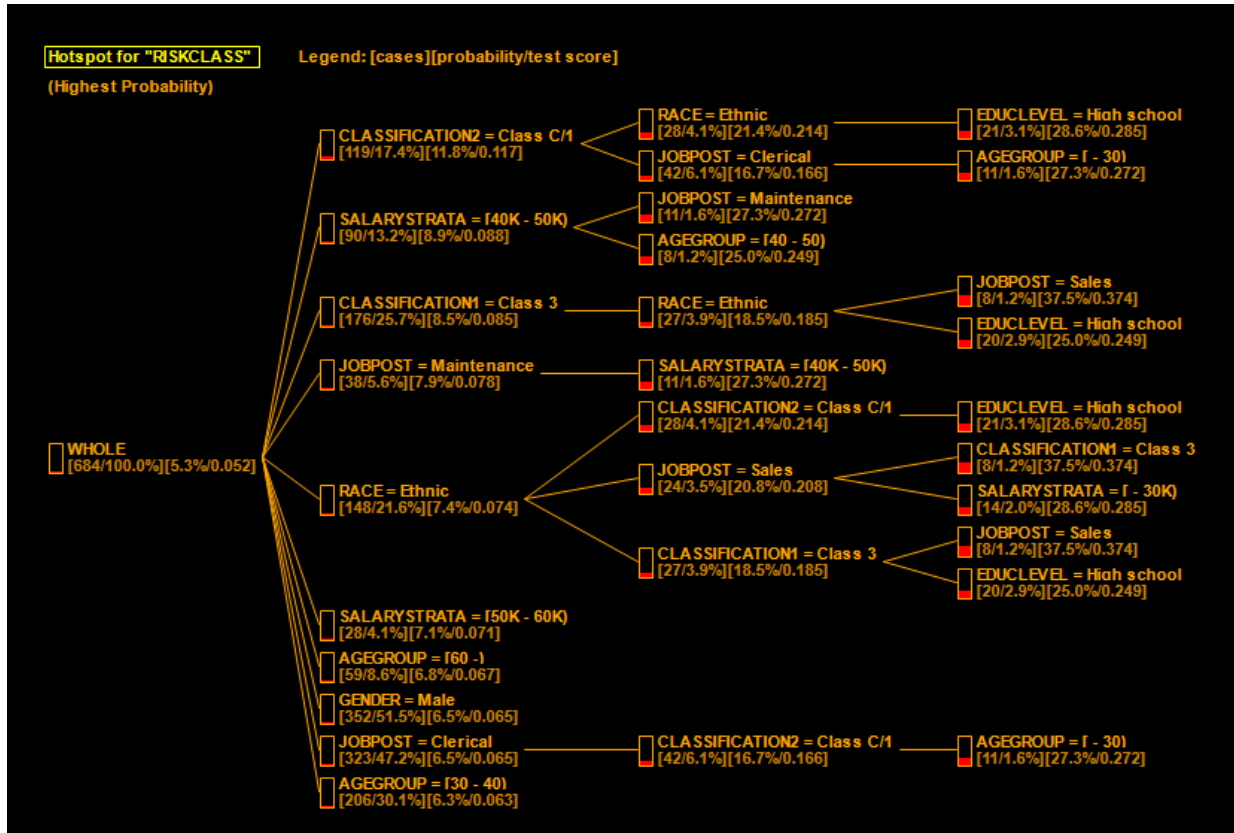 Hotspot for "RISKCLASS"
Legend: [cases][probability/test score]
(Highest Probability)
WHOLE
[684/100.0%][5.3%/0.052]
CLASSIFICATION2 = Class C/1
[119/17.4%][11.8%/0.117]
RACE = Ethnic
[28/4.1%][21.4%/0.214]
EDUCLEVEL = High school
[21/3.1%][28.6%/0.285]
JOBPOST = Clerical
[42/6.1%][16.7%/0.166]
AGEGROUP = [ - 30)
[11/1.6%][27.3%/0.272]
SALARYSTRATA = [40K - 50K)
[90/13.2%][8.9%/0.088]
JOBPOST = Maintenance
[11/1.6%][27.3%/0.272]
AGEGROUP = [40 - 50)
[8/1.2%][25.0%/0.249]
CLASSIFICATION1 = Class 3
[176/25.7%][8.5%/0.085]
RACE = Ethnic
[27/3.9%][18.5%/0.185]
JOBPOST = Sales
[8/1.2%][37.5%/0.374]
EDUCLEVEL = High school
[20/2.9%][25.0%/0.249]
JOBPOST = Maintenance
[38/5.6%][7.9%/0.078]
SALARYSTRATA = [40K - 50K)
[11/1.6%][27.3%/0.272]
RACE = Ethnic
[148/21.6%][7.4%/0.074]
CLASSIFICATION2 = Class C/1
[28/4.1%][21.4%/0.214]
EDUCLEVEL = High school
[21/3.1%][28.6%/0.285]
JOBPOST = Sales
[24/3.5%][20.8%/0.208]
CLASSIFICATION1 = Class 3
[8/1.2%][37.5%/0.374]
SALARYSTRATA = [ - 30K)
[14/2.0%][28.6%/0.285]
CLASSIFICATION1 = Class 3
[27/3.9%][18.5%/0.185]
JOBPOST = Sales
[8/1.2%][37.5%/0.374]
EDUCLEVEL = High school
[20/2.9%][25.0%/0.249]
SALARYSTRATA = [50K - 60K)
[28/4.1%][7.1%/0.071]
AGEGROUP = [60 -)
[59/8.6%][6.8%/0.067]
GENDER = Male
[352/51.5%][6.5%/0.065]
JOBPOST = Clerical
[323/47.2%][6.5%/0.065]
CLASSIFICATION2 = Class C/1
[42/6.1%][16.7%/0.166]
AGEGROUP = [ - 30)
[11/1.6%][27.3%/0.272]
AGEGROUP = [30 - 40)
[206/30.1%][6.3%/0.063]